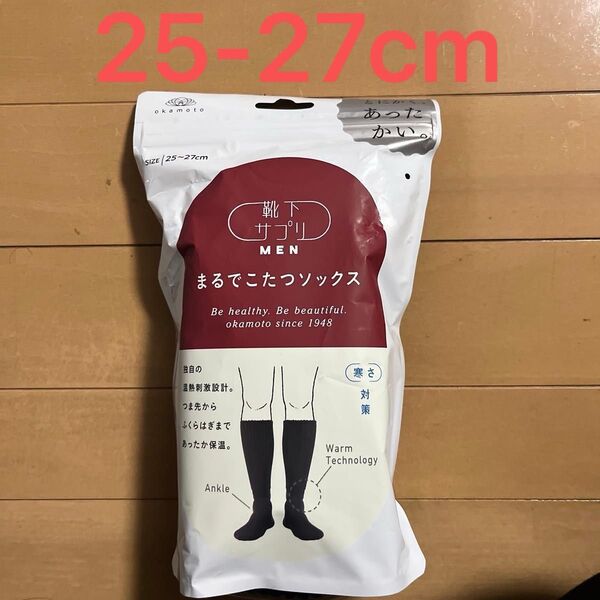 25-27cm
okamoto
とにかく、
あった
かい。
SIZE 25~27cm
靴下
サプリ
MEN
まるでこたつソックス
Be healthy. Be beautiful.
okamoto since 1948
独自の
温熱刺激設計。
つま先から
ふくらはぎまで
あったか保温。
寒さ
対策
Warm
Technology
Ankle